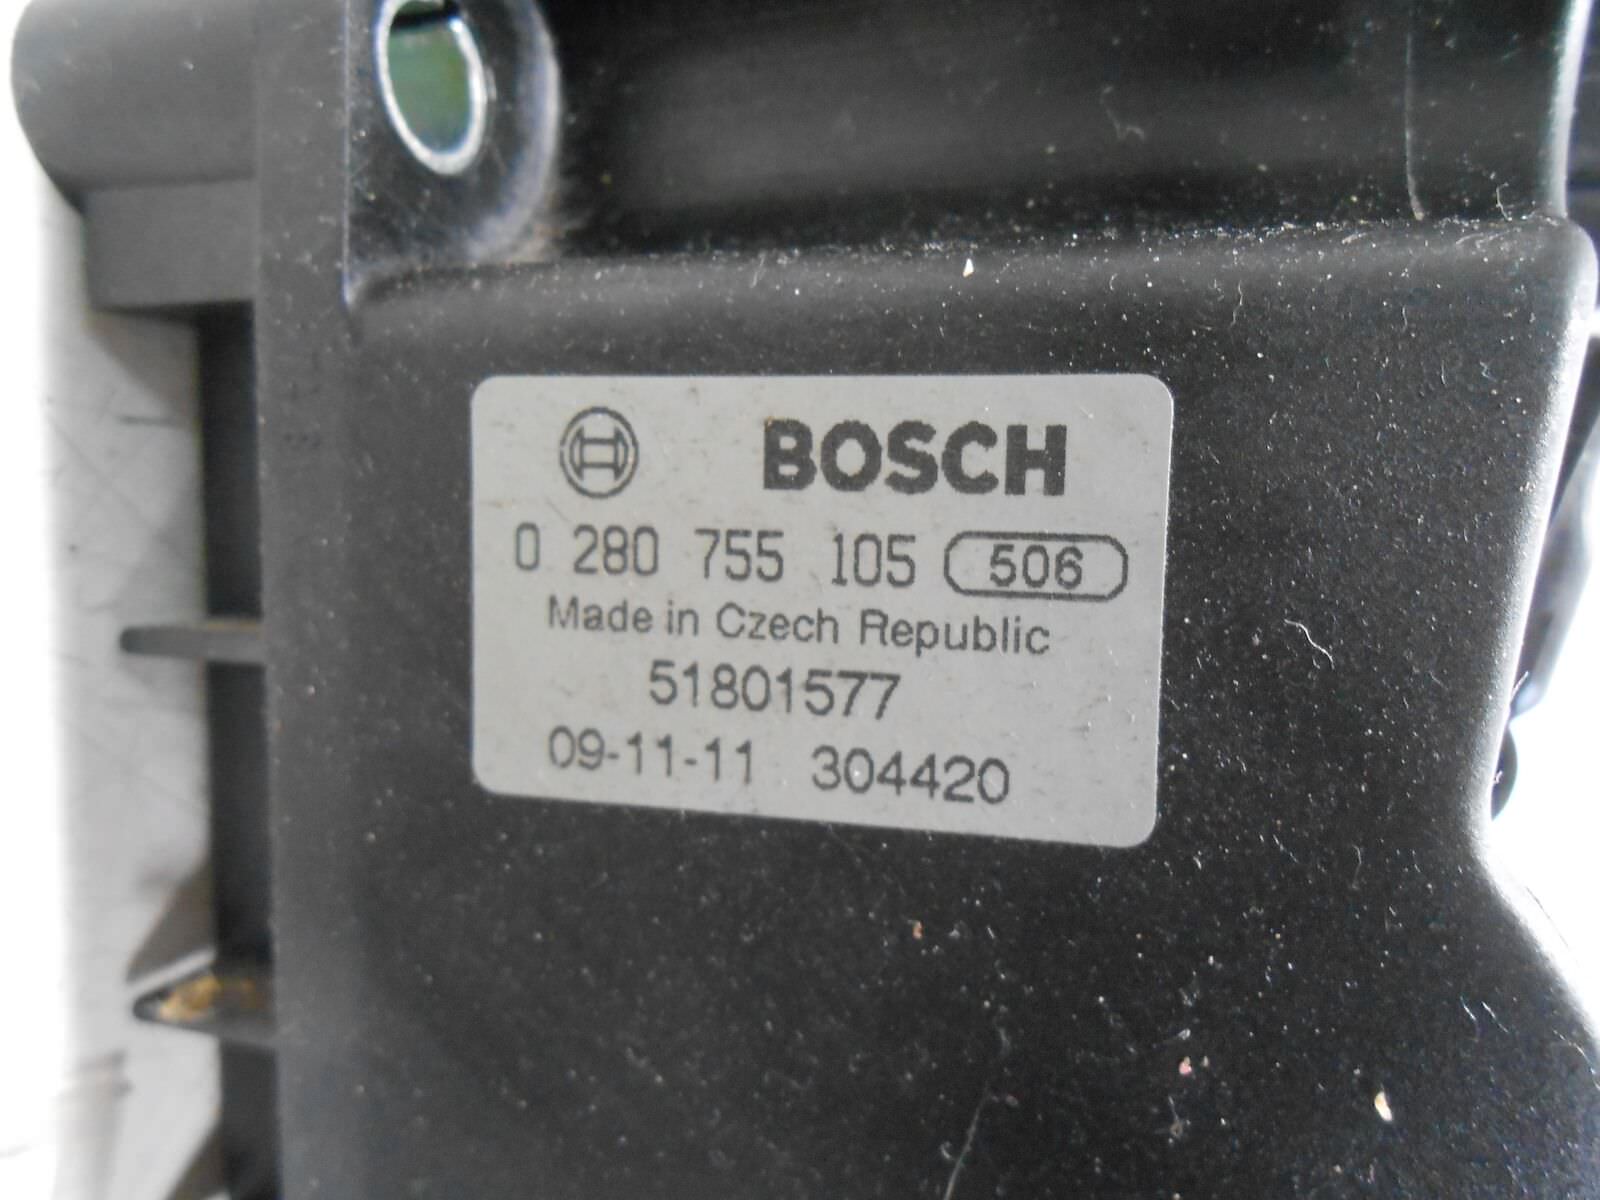 BOSCH
0 280 755 105 506
Made in Czech Republic
51801577
09-11-11 304420